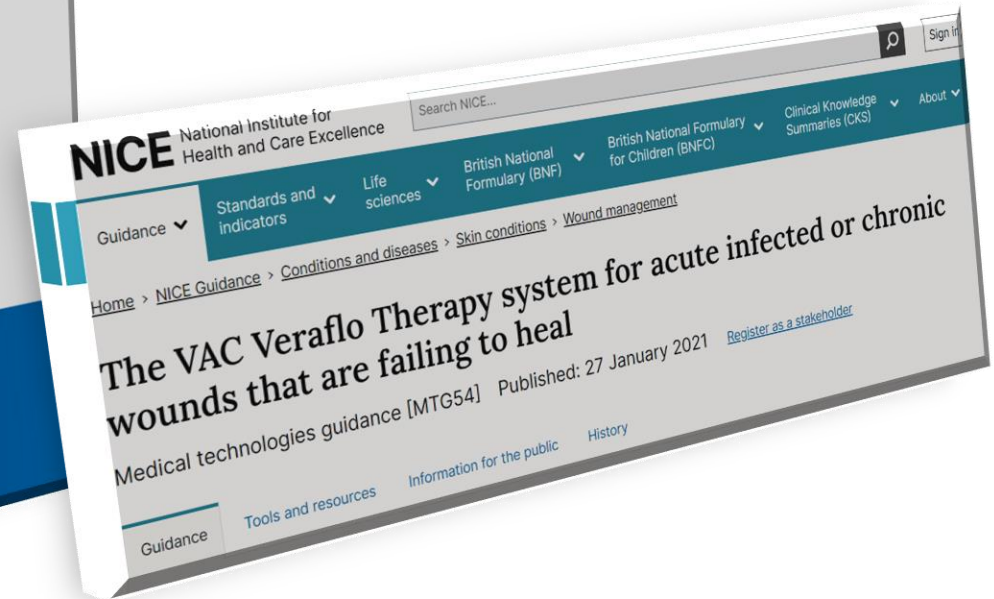 NICE National Institute for
Health and Care Excellence
Search NICE...
Sign in
Guidance
Standards and
indicators
Life
sciences
British National
Formulary (BNF)
British National Formulary
for Children (BNFC)
Clinical Knowledge
Summaries (CKS)
About
Home > NICE Guidance > Conditions and diseases > Skin conditions > Wound management
The VAC Veraflo Therapy system for acute infected or chronic
wounds that are failing to heal
Medical technologies guidance [MTG54] Published: 27 January 2021 Register as a stakeholder
Guidance
Tools and resources
Information for the public
History